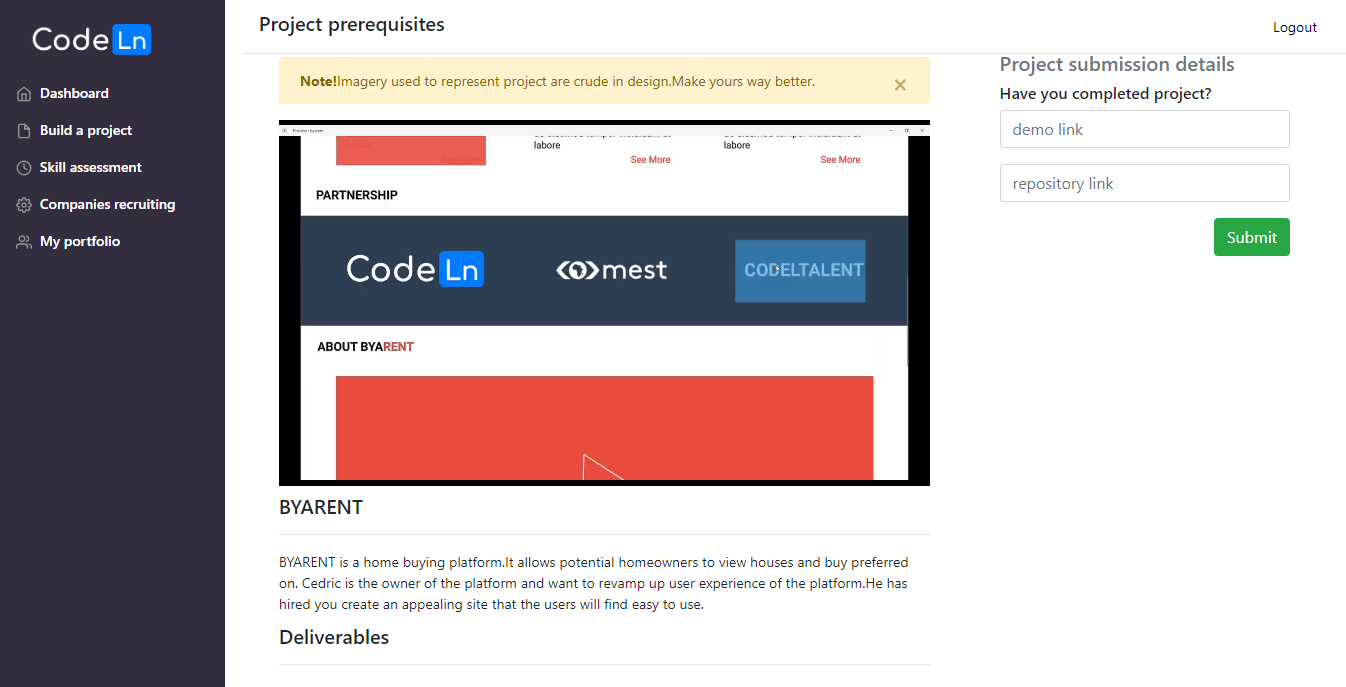 Code Ln
Dashboard
Build a project
Skill assessment
Companies recruiting
My portfolio
Project prerequisites
Logout
Note!Imagery used to represent project are crude in design.Make yours way better.
×
Preview - byarent
labore
See More
labore
See More
PARTNERSHIP
Code Ln
mest
CODELTALENT
ABOUT BYARENT
BYARENT
BYARENT is a home buying platform.It allows potential homeowners to view houses and buy preferred
on. Cedric is the owner of the platform and want to revamp up user experience of the platform.He has
hired you create an appealing site that the users will find easy to use.
Deliverables
Project submission details
Have you completed project?
demo link
repository link
Submit